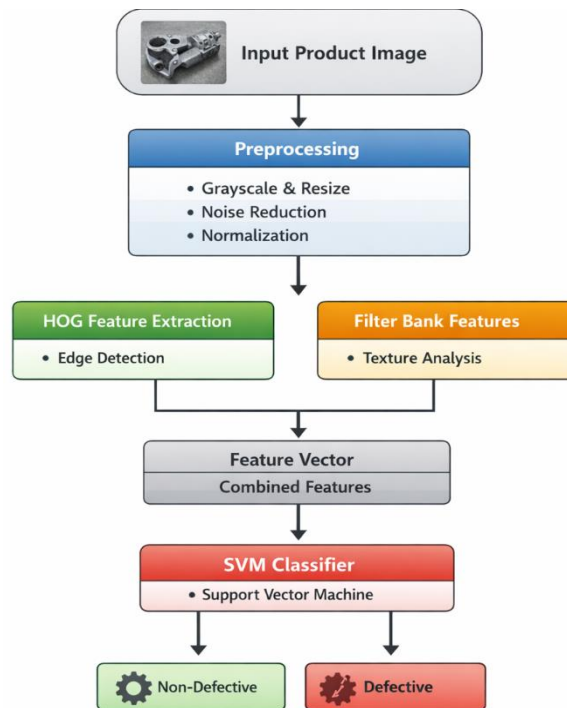 Input Product Image
Preprocessing
• Grayscale & Resize
• Noise Reduction
• Normalization
HOG Feature Extraction
• Edge Detection
Filter Bank Features
• Texture Analysis
Feature Vector
Combined Features
SVM Classifier
• Support Vector Machine
Non-Defective
Defective